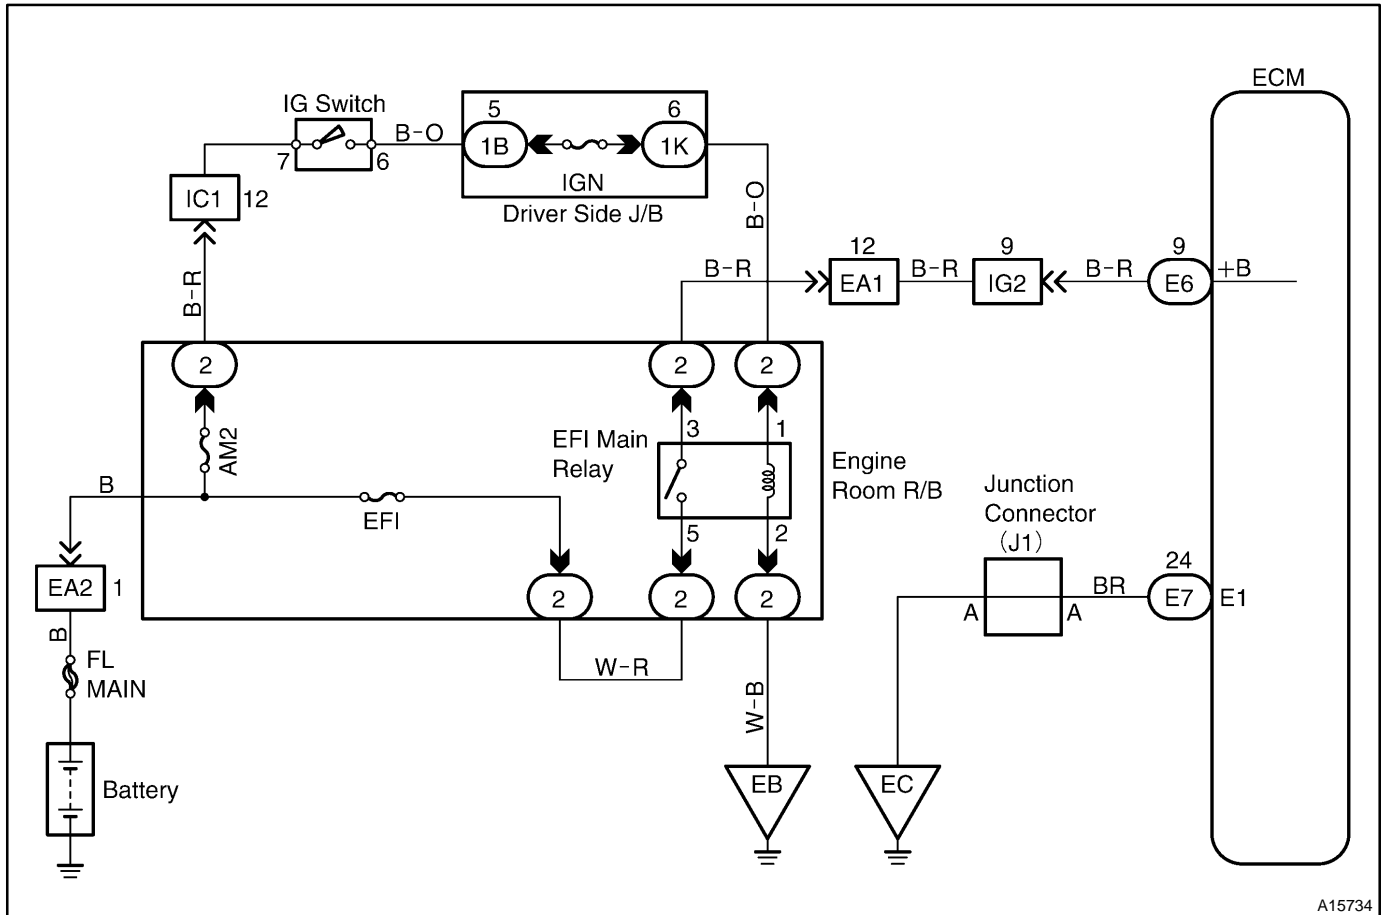 ECM
IG Switch
7
6
B-O
5
6
1B
1K
IGN
Driver Side J/B
IC1
12
B-R
B-O
B-R
12
EA1
B-R
9
IG2
B-R
9
E6
+B
2
2
2
AM2
EFI Main
Relay
3
1
5
2
Engine
Room R/B
B
EFI
EA2
1
2
2
2
Junction
Connector
(J1)
A
A
BR
24
E7
E1
B
FL
MAIN
W-R
W-B
Battery
EB
EC
A15734